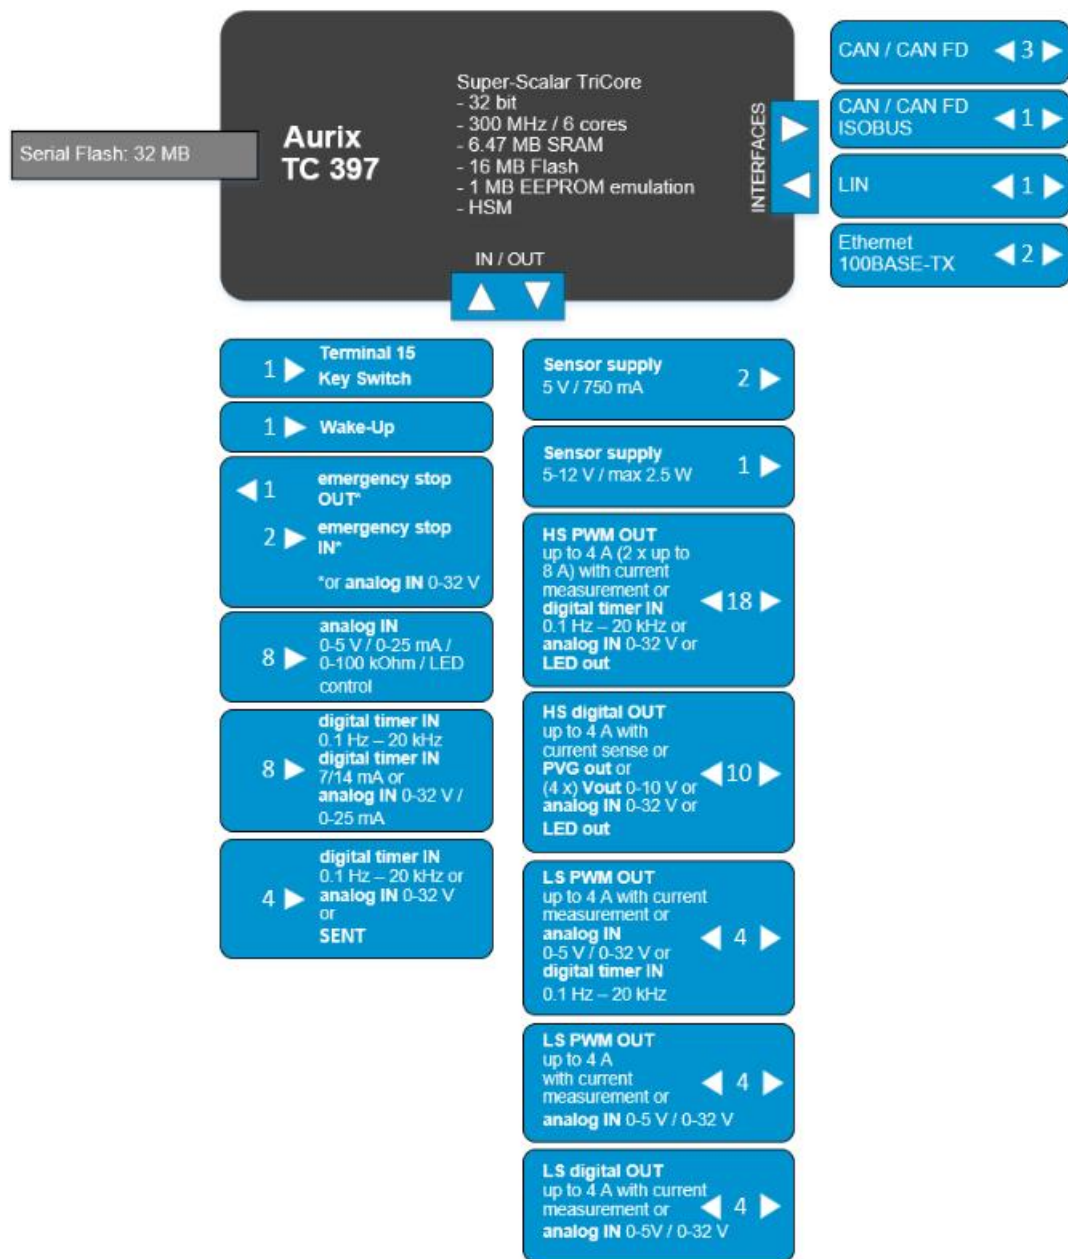 Serial Flash: 32 MB
Aurix
TC 397
Super-Scalar TriCore
- 32 bit
- 300 MHz / 6 cores
- 6.47 MB SRAM
- 16 MB Flash
- 1 MB EEPROM emulation
- HSM
INTERFACES
IN / OUT
CAN / CAN FD 3
CAN / CAN FD
ISOBUS 1
LIN 1
Ethernet
100BASE-TX 2
1 Terminal 15
Key Switch
1 Wake-Up
1 emergency stop
OUT*
2 emergency stop
IN*
*or analog IN 0-32 V
analog IN
0-5 V / 0-25 mA /
8 0-100 kOhm / LED
control
digital timer IN
0.1 Hz – 20 kHz
8 digital timer IN
7/14 mA or
analog IN 0-32 V /
0-25 mA
digital timer IN
0.1 Hz – 20 kHz or
4 analog IN 0-32 V
or
SENT
Sensor supply
5 V / 750 mA 2
Sensor supply
5-12 V / max 2.5 W 1
HS PWM OUT
up to 4 A (2 x up to
8 A) with current
measurement or 18
digital timer IN
0.1 Hz – 20 kHz or
analog IN 0-32 V or
LED out
HS digital OUT
up to 4 A with
current sense or
PVG out or 10
(4 x) Vout 0-10 V or
analog IN 0-32 V or
LED out
LS PWM OUT
up to 4 A with current
measurement or
analog IN 4
0-5 V / 0-32 V or
digital timer IN
0.1 Hz – 20 kHz
LS PWM OUT
up to 4 A
with current 4
measurement or
analog IN 0-5 V / 0-32 V
LS digital OUT
up to 4 A with current
measurement or 4
analog IN 0-5V / 0-32 V